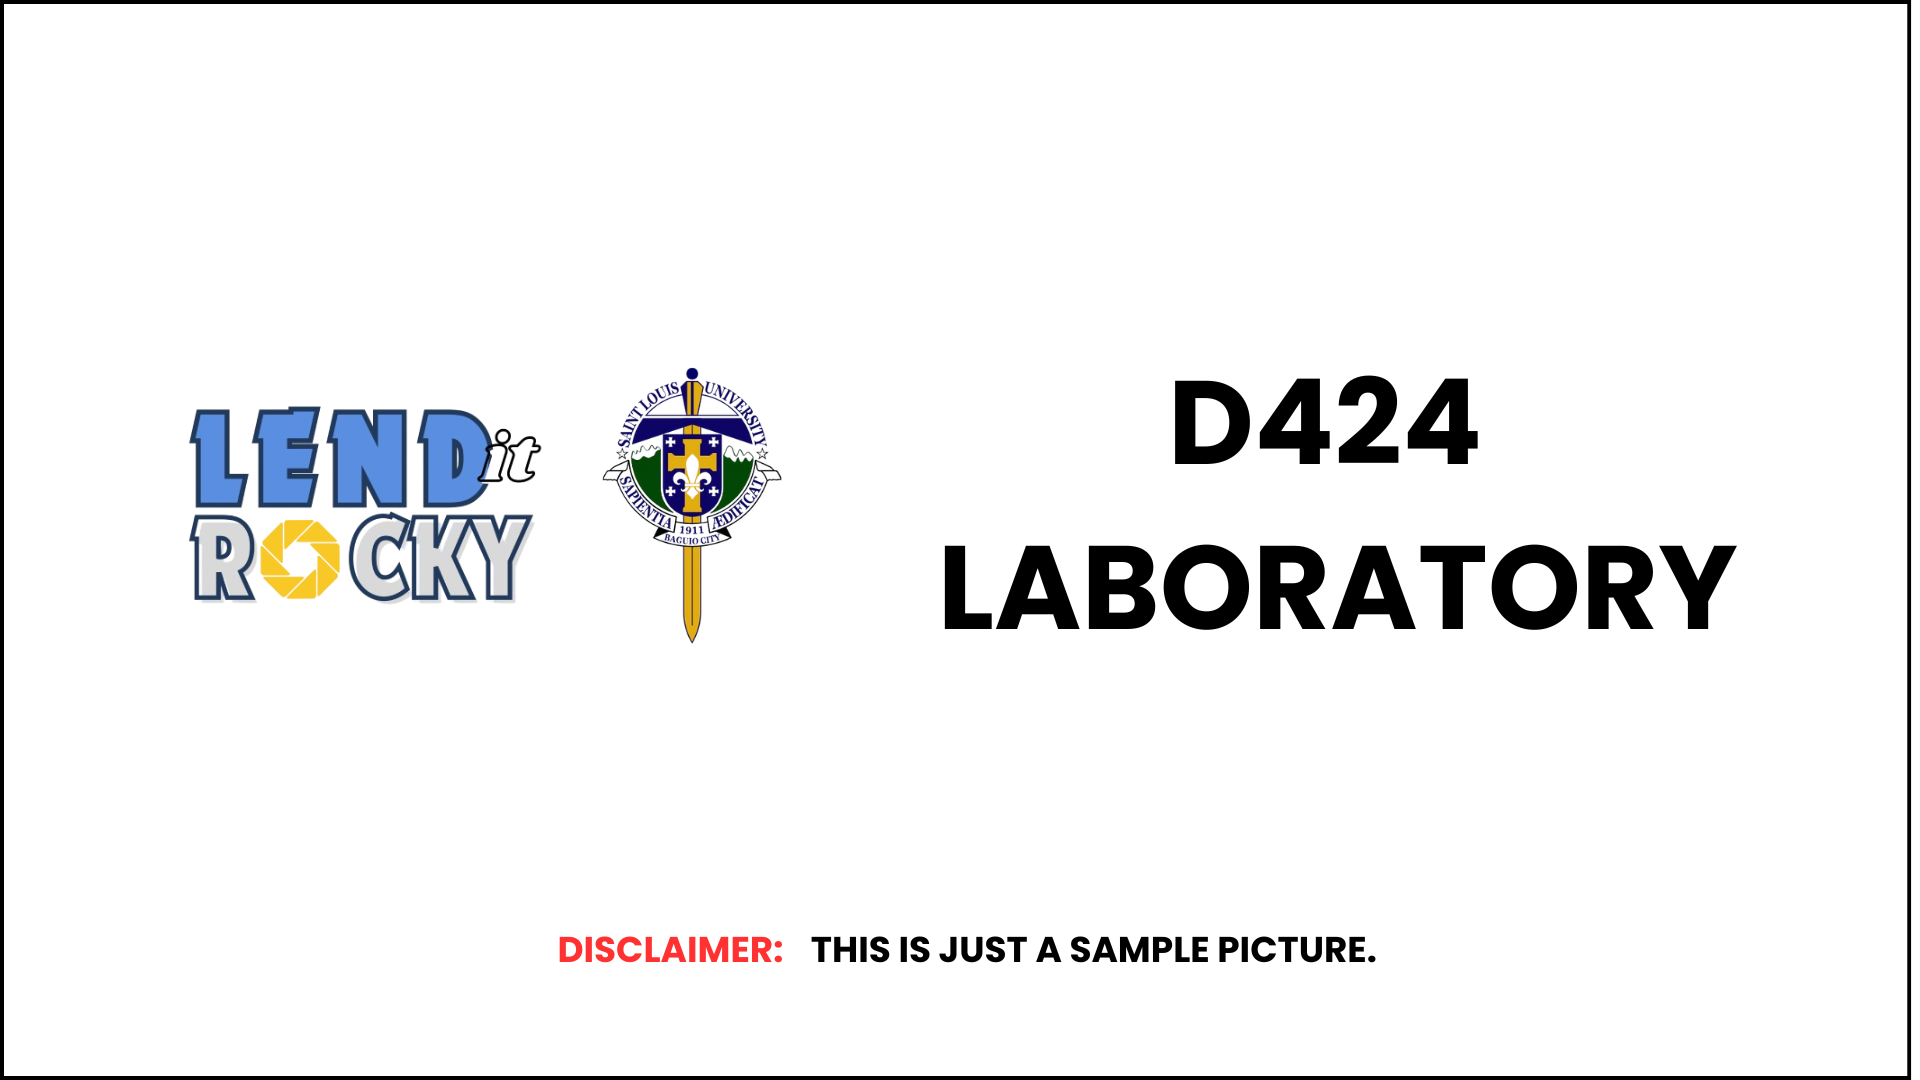 LEND it
ROCKY
SAINT LOUIS UNIVERSITY
SAPIENTIA ÆDIFICAT
1911
BAGUIO CITY
D424
LABORATORY
DISCLAIMER: THIS IS JUST A SAMPLE PICTURE.